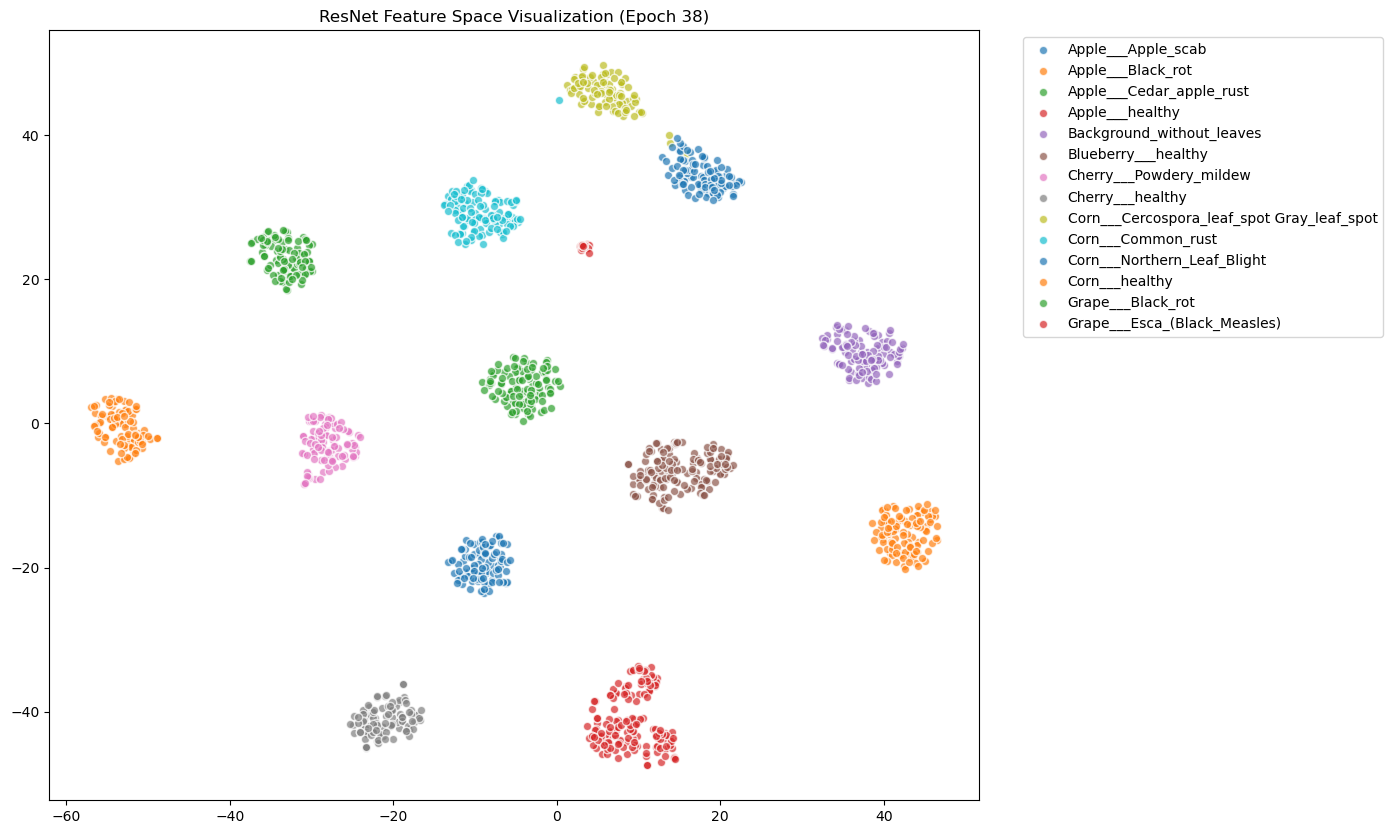 ResNet Feature Space Visualization (Epoch 38)
40
20
0
−20
−40
−60
−40
−20
0
20
40
Apple___Apple_scab
Apple___Black_rot
Apple___Cedar_apple_rust
Apple___healthy
Background_without_leaves
Blueberry___healthy
Cherry___Powdery_mildew
Cherry___healthy
Corn___Cercospora_leaf_spot Gray_leaf_spot
Corn___Common_rust
Corn___Northern_Leaf_Blight
Corn___healthy
Grape___Black_rot
Grape___Esca_(Black_Measles)